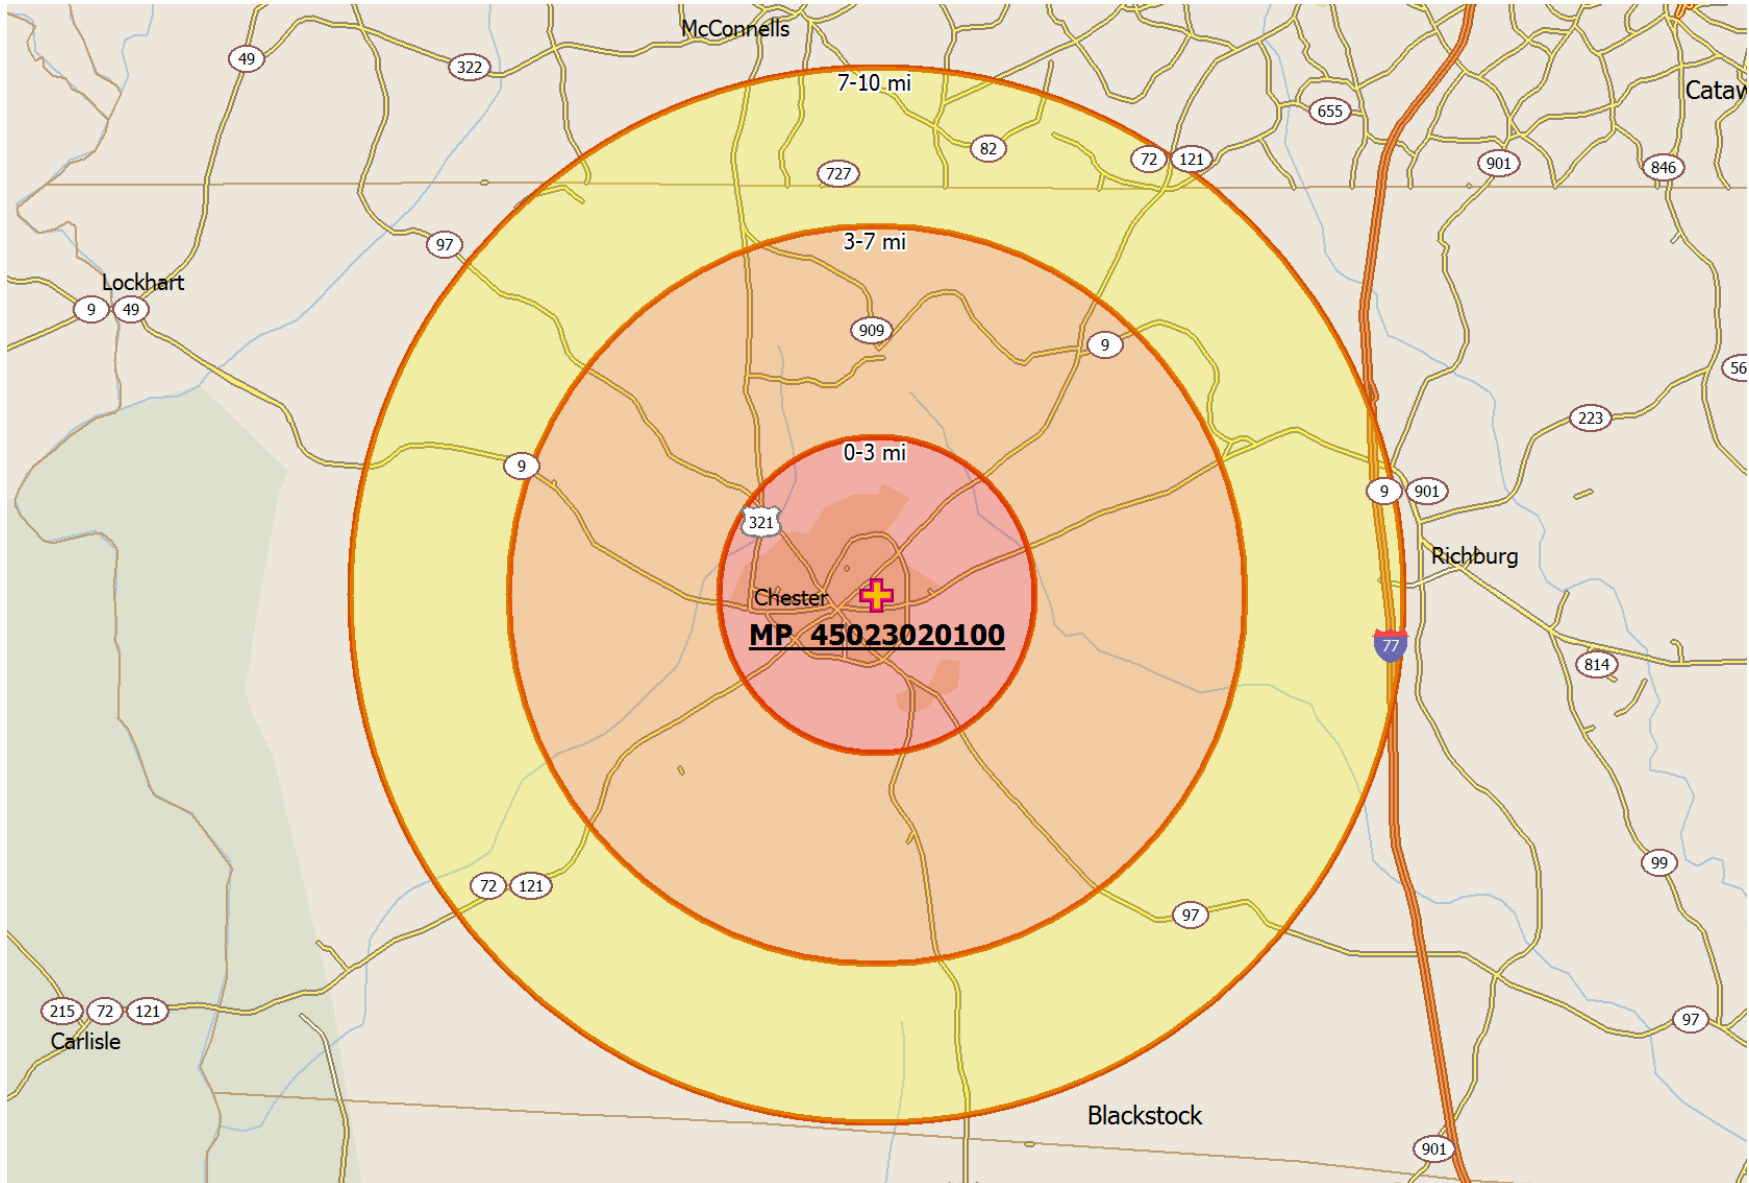 McConnells
49
322
7-10 mi
Cataw
655
82
72
121
727
901
846
97
3-7 mi
Lockhart
9
49
909
9
56
223
0-3 mi
9
9
901
321
Richburg
Chester
MP 45023020100
77
814
99
72
121
97
215
72
121
97
Carlisle
Blackstock
901